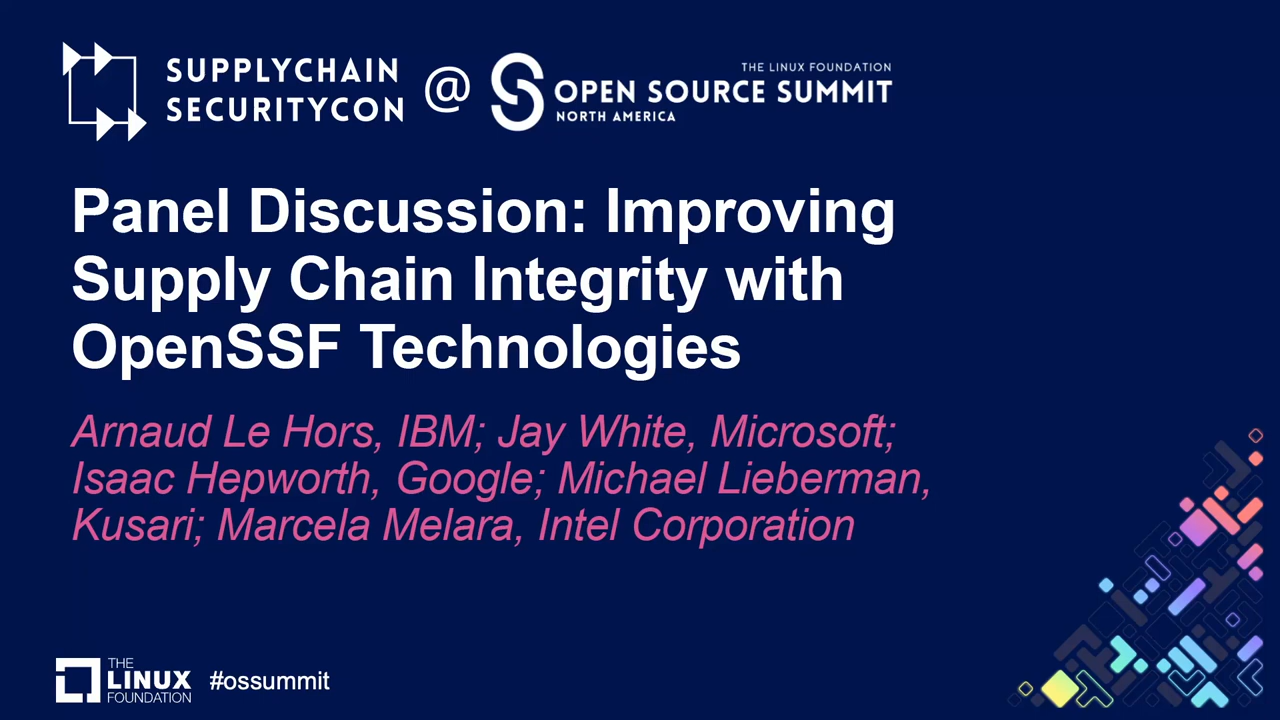 SUPPLYCHAIN
SECURITYCON
@
THE LINUX FOUNDATION
OPEN SOURCE SUMMIT
NORTH AMERICA
Panel Discussion: Improving
Supply Chain Integrity with
OpenSSF Technologies
Arnaud Le Hors, IBM; Jay White, Microsoft;
Isaac Hepworth, Google; Michael Lieberman,
Kusari; Marcela Melara, Intel Corporation
THE
LINUX
FOUNDATION
#ossummit